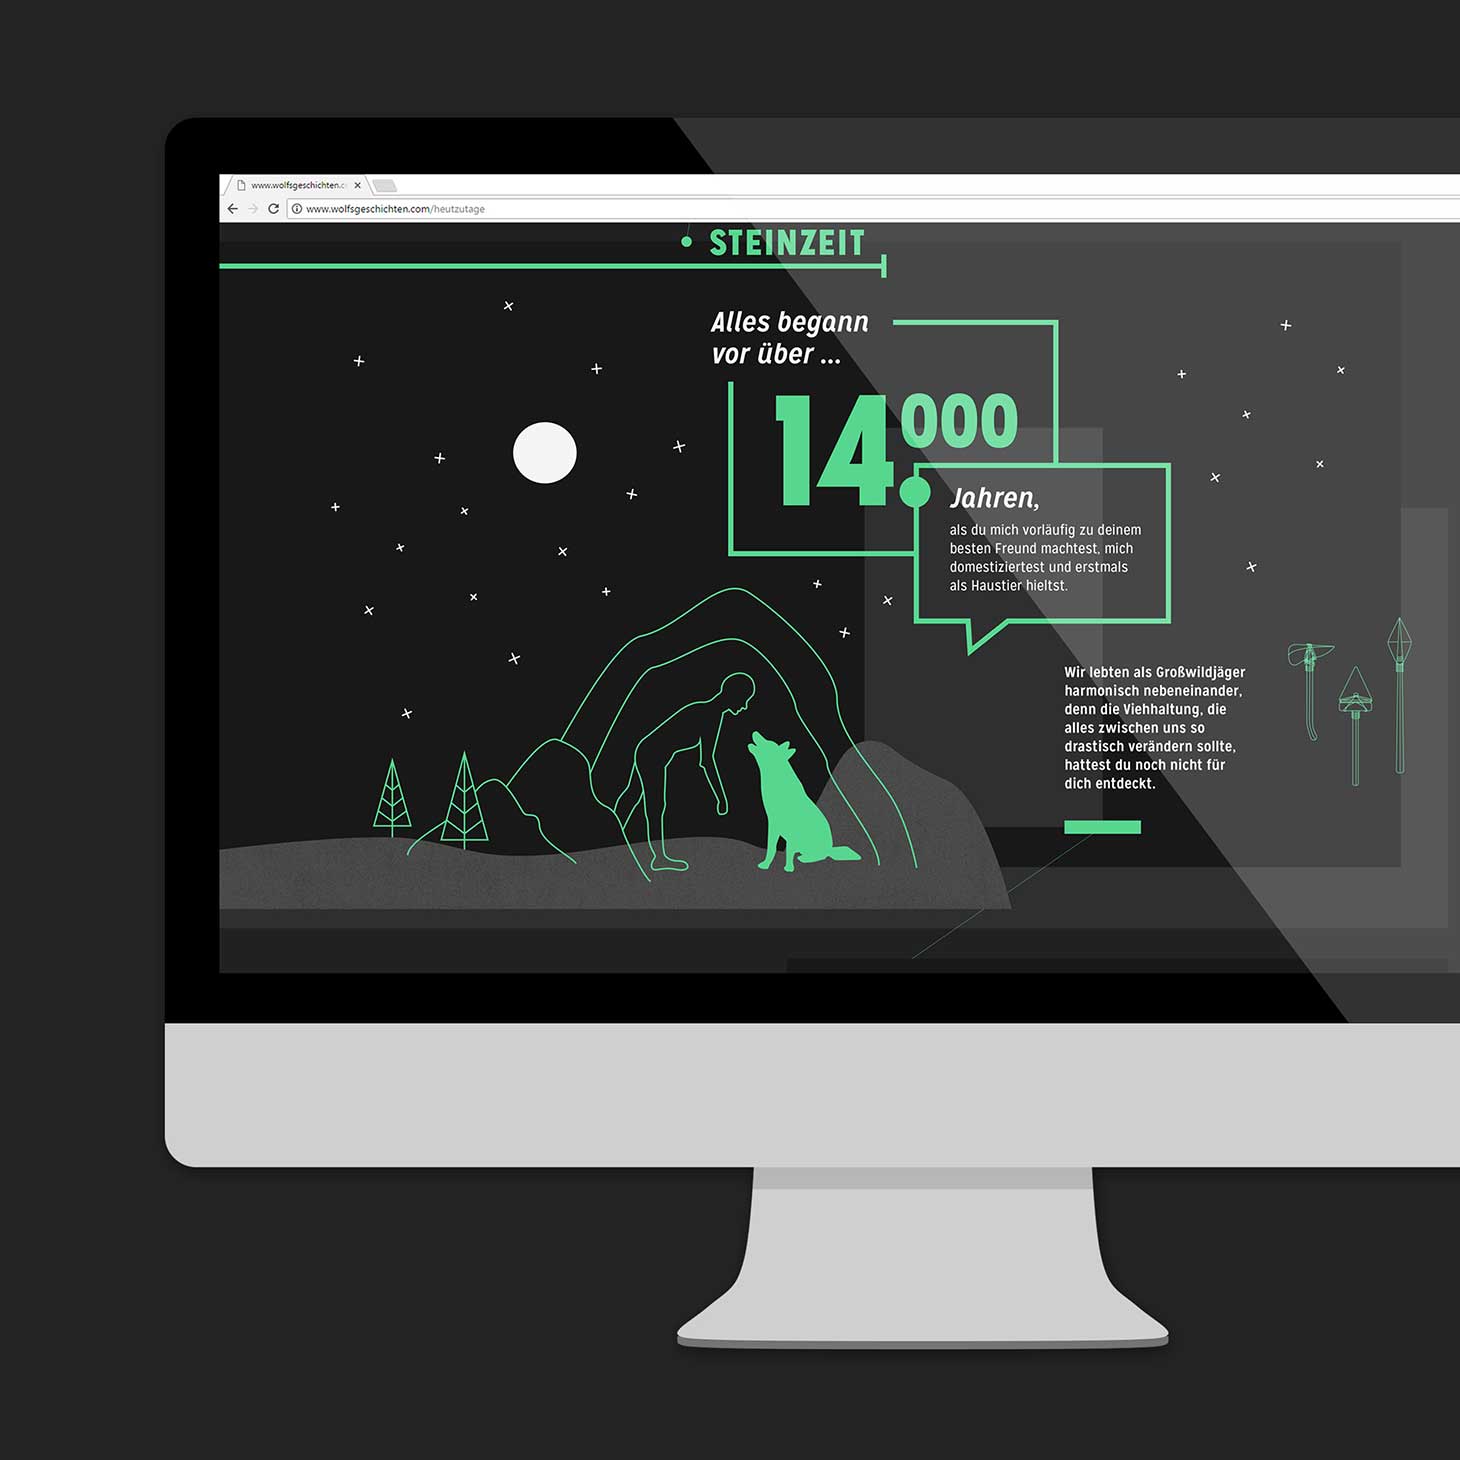 www.wolfsgeschichten.c
www.wolfsgeschichten.com/heutzutage
STEINZEIT
Alles begann
vor über ...
14.000
Jahren,
als du mich vorläufig zu deinem
besten Freund machtest, mich
domestiziertest und erstmals
als Haustier hieltst.
Wir lebten als Großwildjäger
harmonisch nebeneinander,
denn die Viehhaltung, die
alles zwischen uns so
drastisch verändern sollte,
hattest du noch nicht für
dich entdeckt.